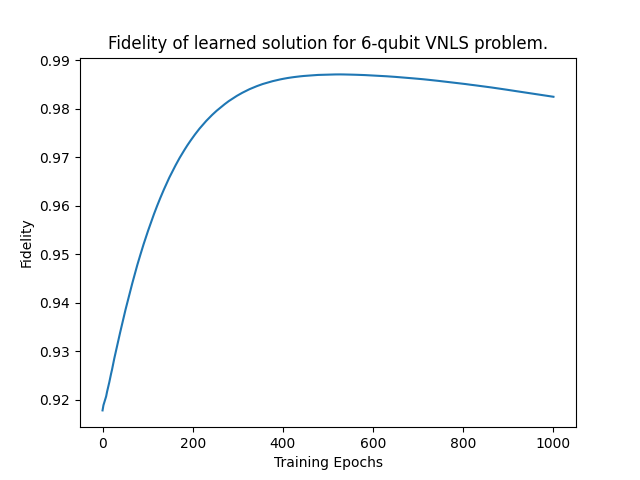 Fidelity of learned solution for 6-qubit VNLS problem.
0.99
0.98
0.97
0.96
0.95
0.94
0.93
0.92
Fidelity
0 200 400 600 800 1000
Training Epochs